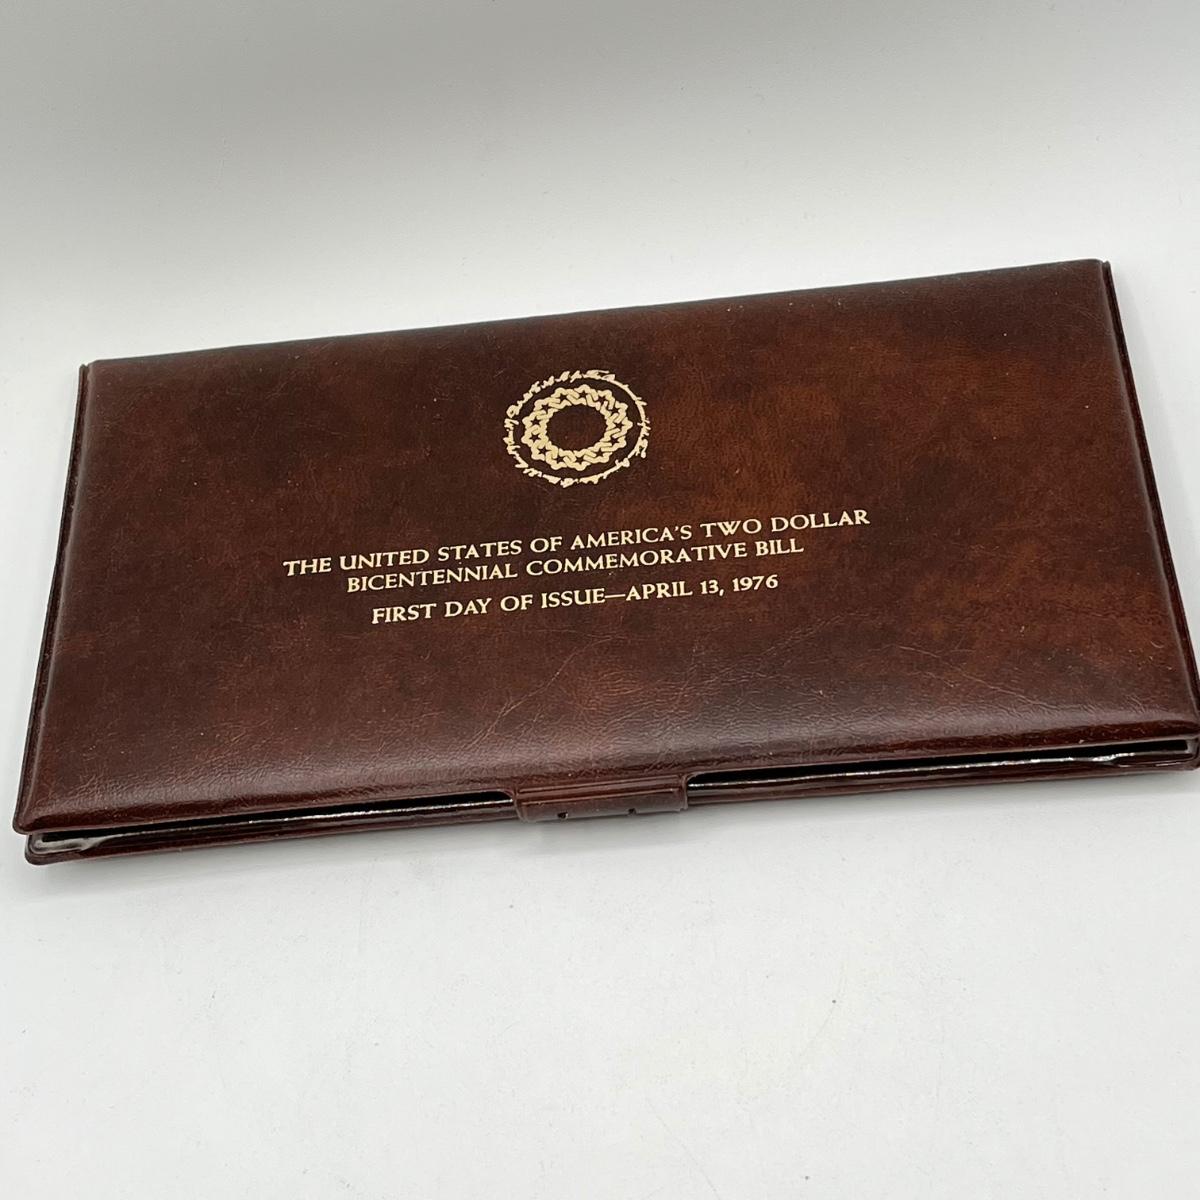 THE UNITED STATES OF AMERICA'S TWO DOLLAR
BICENTENNIAL COMMEMORATIVE BILL
FIRST DAY OF ISSUE—APRIL 13, 1976